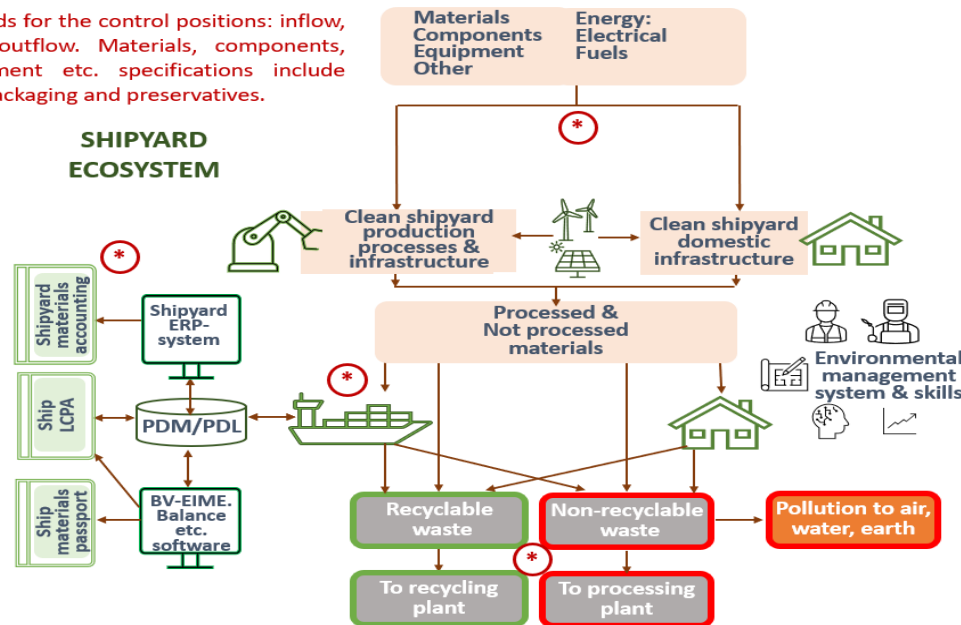 ds for the control positions: inflow,
outflow. Materials, components,
ment etc. specifications include
ackaging and preservatives.
SHIPYARD
ECOSYSTEM
Materials
Components
Equipment
Other
Energy:
Electrical
Fuels
*
Clean shipyard
production
processes &
infrastructure
Clean shipyard
domestic
infrastructure
*
Shipyard
materials
accounting
Shipyard
ERP-
system
Processed &
Not processed
materials
Environmental
management
system & skills
*
Ship
LCPA
PDM/PDL
Ship
materials
passport
BV-EIME.
Balance
etc.
software
Recyclable
waste
Non-recyclable
waste
Pollution to air,
water, earth
*
To recycling
plant
To processing
plant